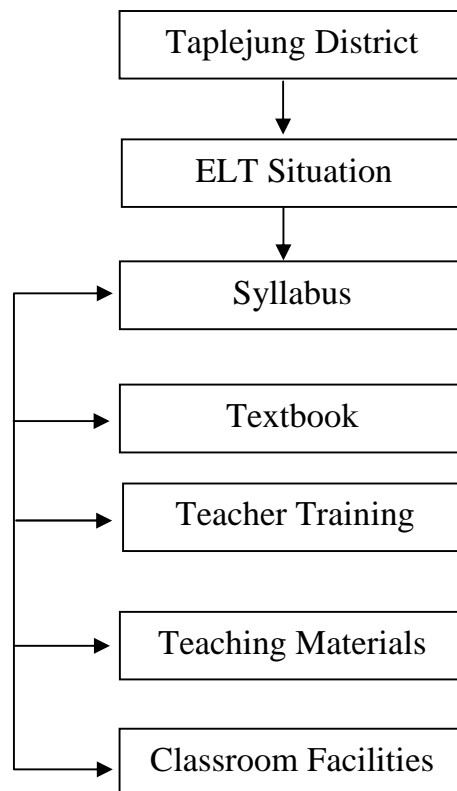 Taplejung District
ELT Situation
Syllabus
Textbook
Teacher Training
Teaching Materials
Classroom Facilities